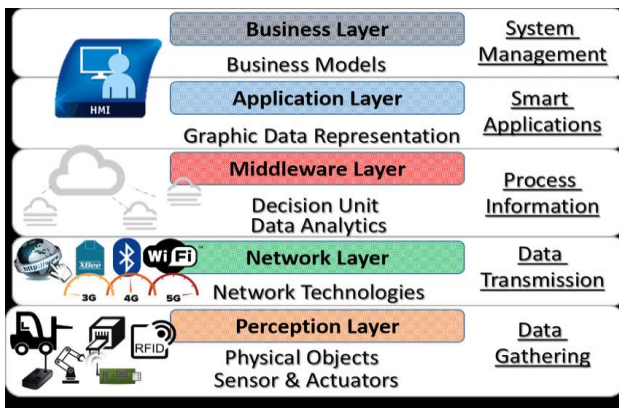 Business Layer
Business Models
System
Management
HMI
Application Layer
Graphic Data Representation
Smart
Applications
Middleware Layer
Decision Unit
Data Analytics
Process
Information
http://w
XBee
WiFi
3G
4G
5G
Network Layer
Network Technologies
Data
Transmission
RFID
Perception Layer
Physical Objects
Sensor & Actuators
Data
Gathering